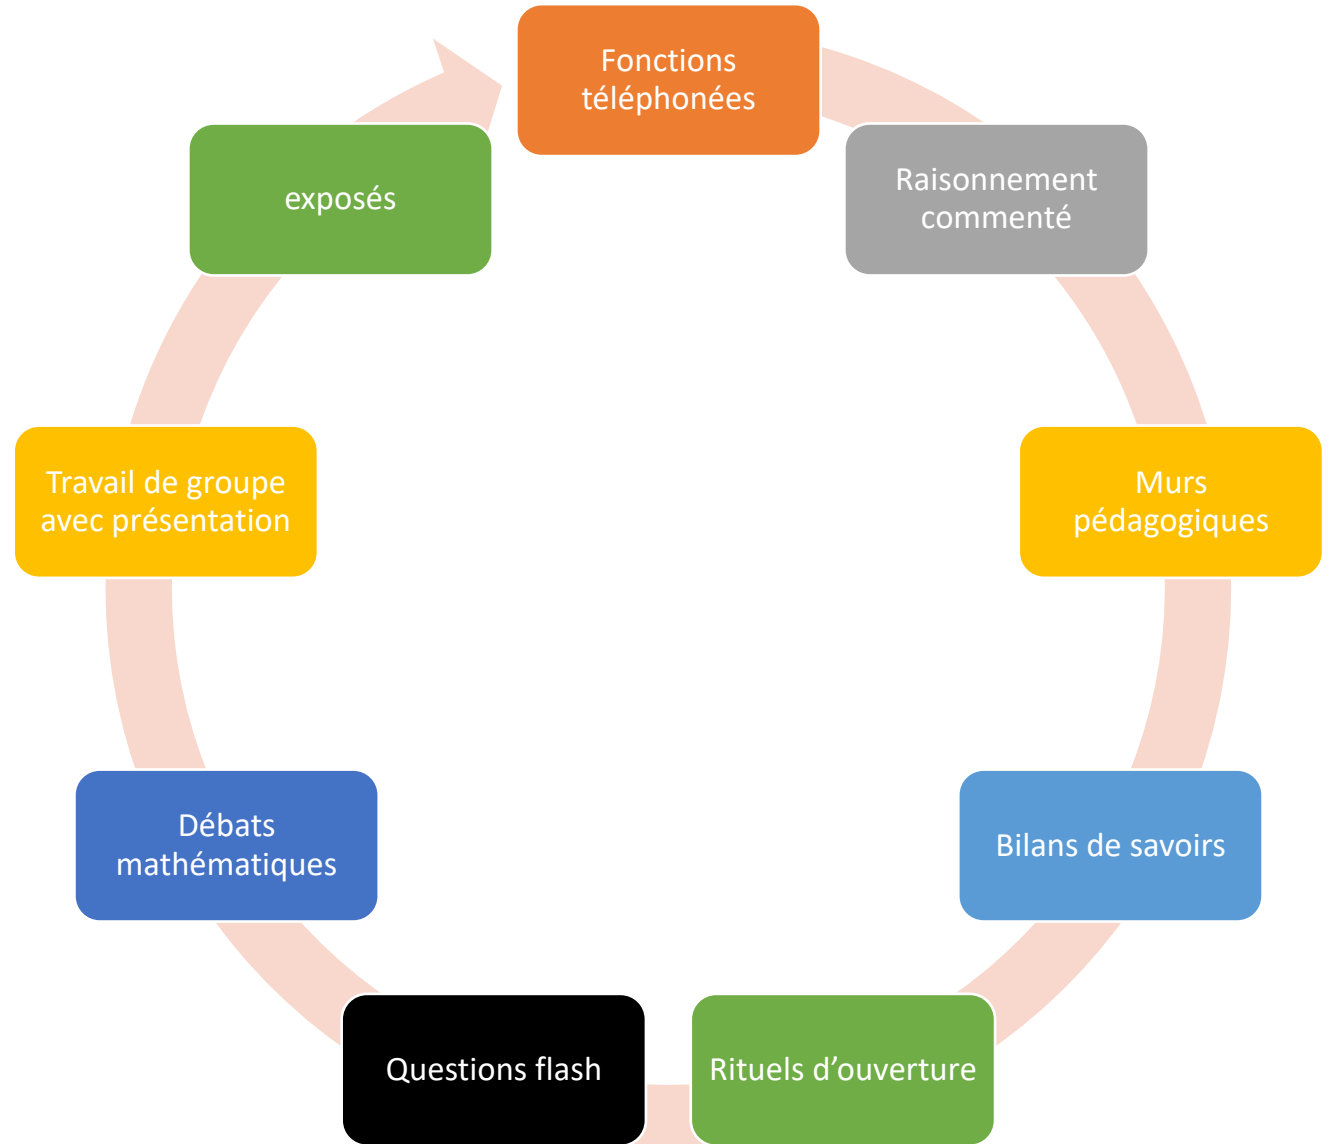 Fonctions
téléphonées
Raisonnement
commenté
Murs
pédagogiques
Bilans de savoirs
Rituels d’ouverture
Questions flash
Débats
mathématiques
Travail de groupe
avec présentation
exposés